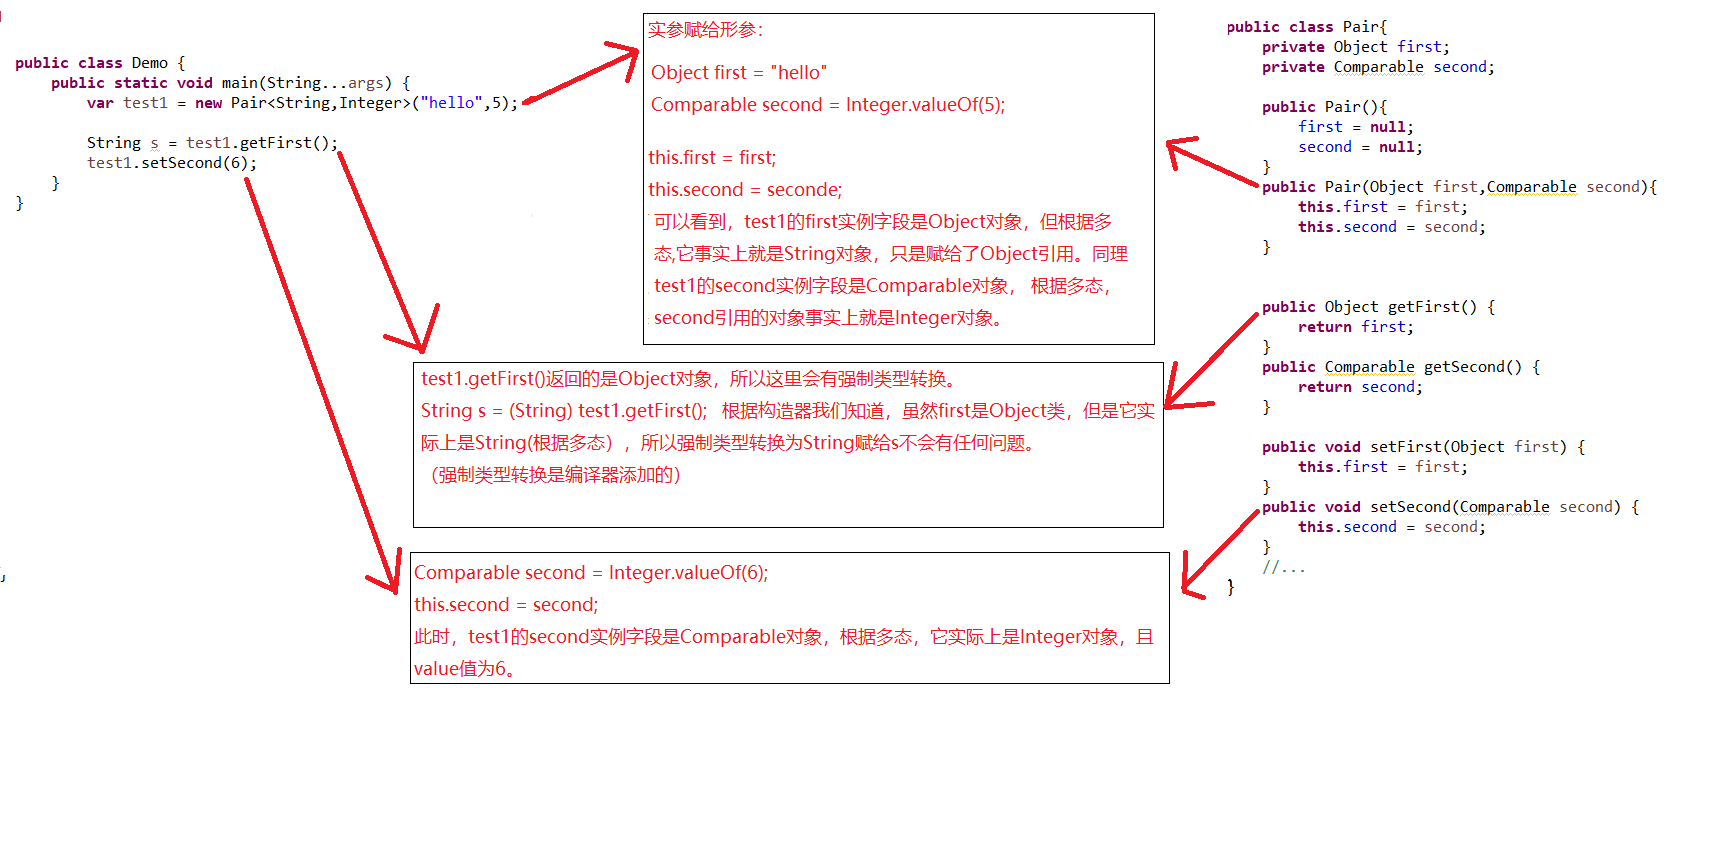 public class Demo {
public static void main(String...args) {
var test1 = new Pair<String,Integer>("hello",5);
String s = test1.getFirst();
test1.setSecond(6);
}
}
实参赋给形参：
Object first = "hello"
Comparable second = Integer.valueOf(5);
this.first = first;
this.second = seconde;
可以看到，test1的first实例字段是Object对象，但根据多
态,它事实上就是String对象，只是赋给了Object引用。同理
test1的second实例字段是Comparable对象， 根据多态，
second引用的对象事实上就是Integer对象。
test1.getFirst()返回的是Object对象，所以这里会有强制类型转换。
String s = (String) test1.getFirst(); 根据构造器我们知道，虽然first是Object类，但是它实
际上是String(根据多态），所以强制类型转换为String赋给s不会有任何问题。
（强制类型转换是编译器添加的）
Comparable second = Integer.valueOf(6);
this.second = second;
此时，test1的second实例字段是Comparable对象，根据多态，它实际上是Integer对象，且
value值为6。
public class Pair{
private Object first;
private Comparable second;
public Pair(){
first = null;
second = null;
}
public Pair(Object first,Comparable second){
this.first = first;
this.second = second;
}
public Object getFirst() {
return first;
}
public Comparable getSecond() {
return second;
}
public void setFirst(Object first) {
this.first = first;
}
public void setSecond(Comparable second) {
this.second = second;
}
//...
}